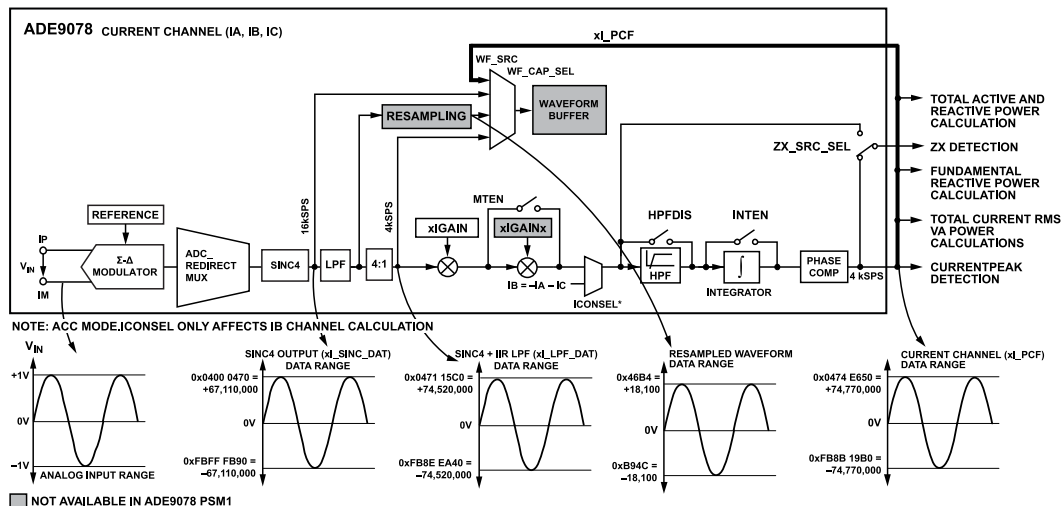 ADE9078 CURRENT CHANNEL (IA, IB, IC)
xI_PCF
WF_SRC
WF_CAP_SEL
RESAMPLING
WAVEFORM
BUFFER
TOTAL ACTIVE AND
REACTIVE POWER
CALCULATION
ZX_SRC_SEL
ZX DETECTION
FUNDAMENTAL
REACTIVE POWER
CALCULATION
TOTAL CURRENT RMS
VA POWER
CALCULATIONS
CURRENTPEAK
DETECTION
16kSPS
4kSPS
MTEN
HPFDIS
INTEN
REFERENCE
xIGAIN
xIGAINx
IP
VIN
IM
Σ-Δ
MODULATOR
ADC_
REDIRECT
MUX
SINC4
LPF
4:1
IB = –IA – IC
ICONSEL*
HPF
∫
INTEGRATOR
PHASE
COMP
4 kSPS
NOTE: ACC MODE.ICONSEL ONLY AFFECTS IB CHANNEL CALCULATION
VIN
+1V
0V
–1V
ANALOG INPUT RANGE
SINC4 OUTPUT (xI_SINC_DAT)
DATA RANGE
0x0400 0470 =
+67,110,000
0V
0xFBFF FB90 =
–67,110,000
SINC4 + IIR LPF (xI_LPF_DAT)
DATA RANGE
0x0471 15C0 =
+74,520,000
0V
0xFB8E EA40 =
–74,520,000
RESAMPLED WAVEFORM
DATA RANGE
0x46B4 =
+18,100
0V
0xB94C =
–18,100
CURRENT CHANNEL (xI_PCF)
DATA RANGE
0x0474 E650 =
+74,770,000
0V
0xFB8B 19B0 =
–74,770,000
NOT AVAILABLE IN ADE9078 PSM1